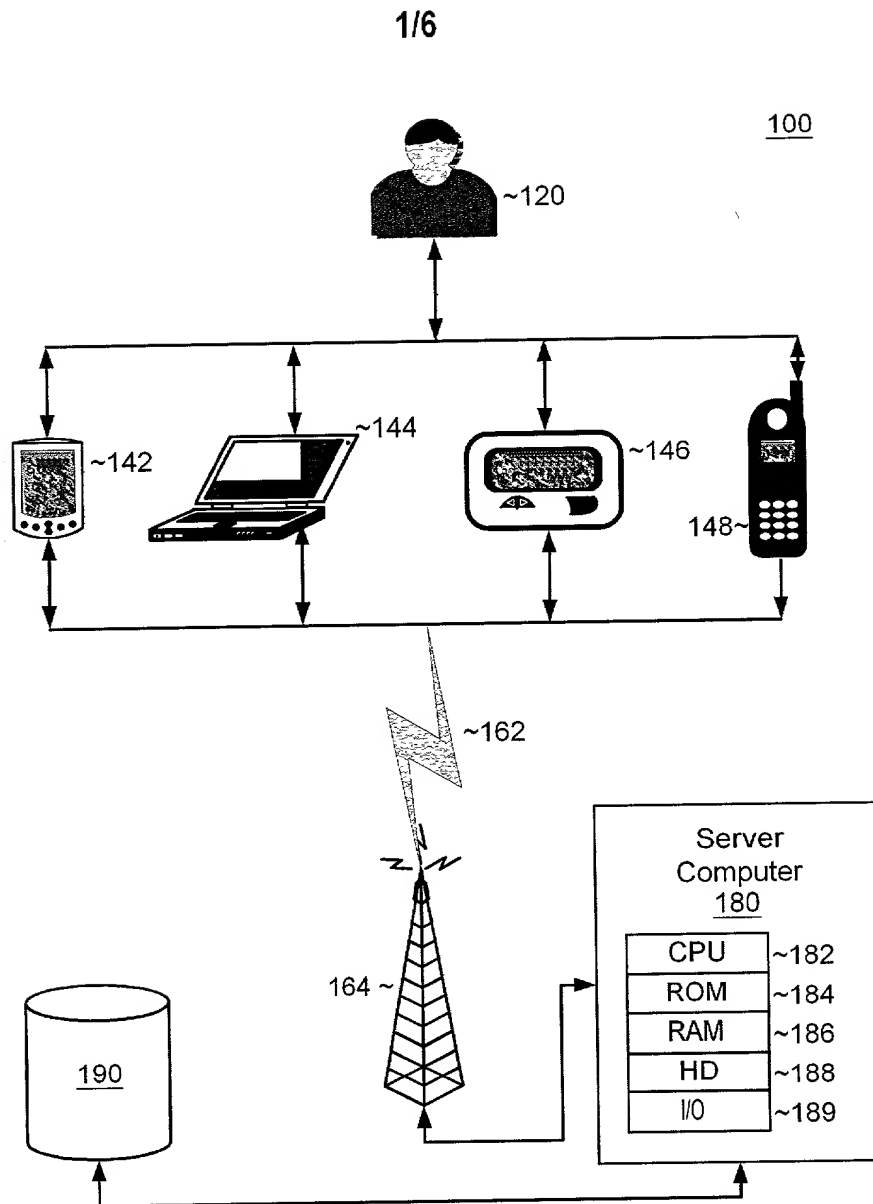 1/6
100
~120
~142
~144
~146
148~
~162
Server
Computer
180
CPU ~182
ROM ~184
RAM ~186
HD ~188
I/O ~189
164~
190